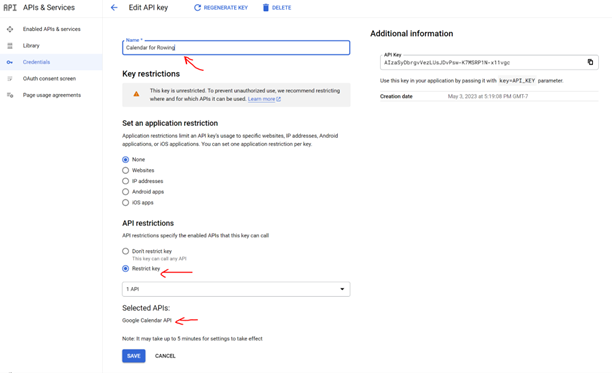 API APIs & Services
Edit API key
REGENERATE KEY
DELETE
Enabled APIs & services
Library
Credentials
OAuth consent screen
Page usage agreements
Name *
Calendar for Rowing
Key restrictions
This key is unrestricted. To prevent unauthorized use, we recommend restricting
where and for which APIs it can be used. Learn more
Set an application restriction
Application restrictions limit an API key's usage to specific websites, IP addresses, Android
applications, or iOS applications. You can set one application restriction per key.
None
Websites
IP addresses
Android apps
iOS apps
API restrictions
API restrictions specify the enabled APIs that this key can call
Don't restrict key
This key can call any API
Restrict key
1 API
Selected APIs:
Google Calendar API
Note: It may take up to 5 minutes for settings to take effect
SAVE
CANCEL
Additional information
API Key
Use this key in your application by passing it with key=API_KEY parameter.
Creation date
May 3, 2023 at 5:19:08 PM GMT-7